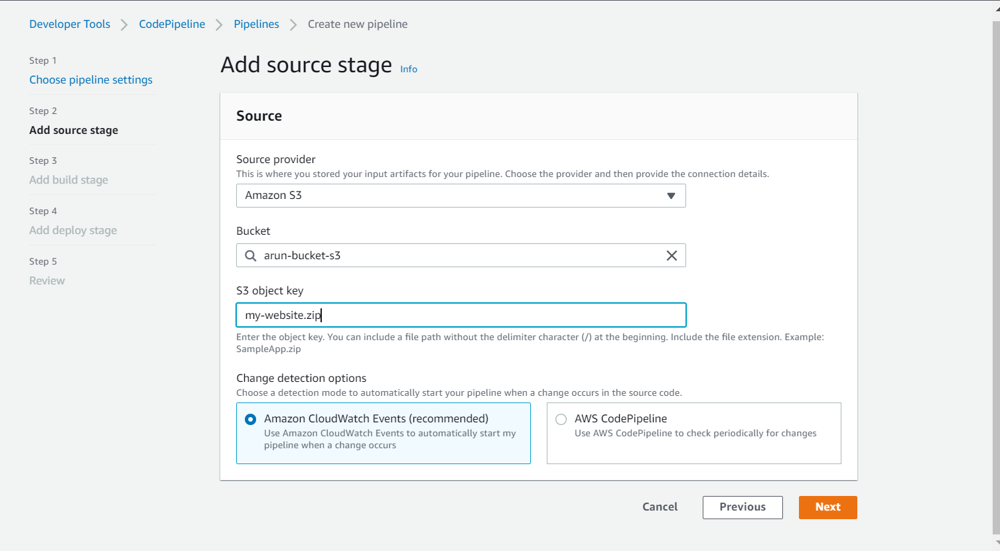 Developer Tools
CodePipeline
Pipelines
Create new pipeline
Step 1
Choose pipeline settings
Step 2
Add source stage
Step 3
Add build stage
Step 4
Add deploy stage
Step 5
Review
Add source stage Info
Source
Source provider
This is where you stored your input artifacts for your pipeline. Choose the provider and then provide the connection details.
Amazon S3
Bucket
arun-bucket-s3
S3 object key
my-website.zip
Enter the object key. You can include a file path without the delimiter character (/) at the beginning. Include the file extension. Example:
SampleApp.zip
Change detection options
Choose a detection mode to automatically start your pipeline when a change occurs in the source code.
Amazon CloudWatch Events (recommended)
Use Amazon CloudWatch Events to automatically start my
pipeline when a change occurs
AWS CodePipeline
Use AWS CodePipeline to check periodically for changes
Cancel
Previous
Next